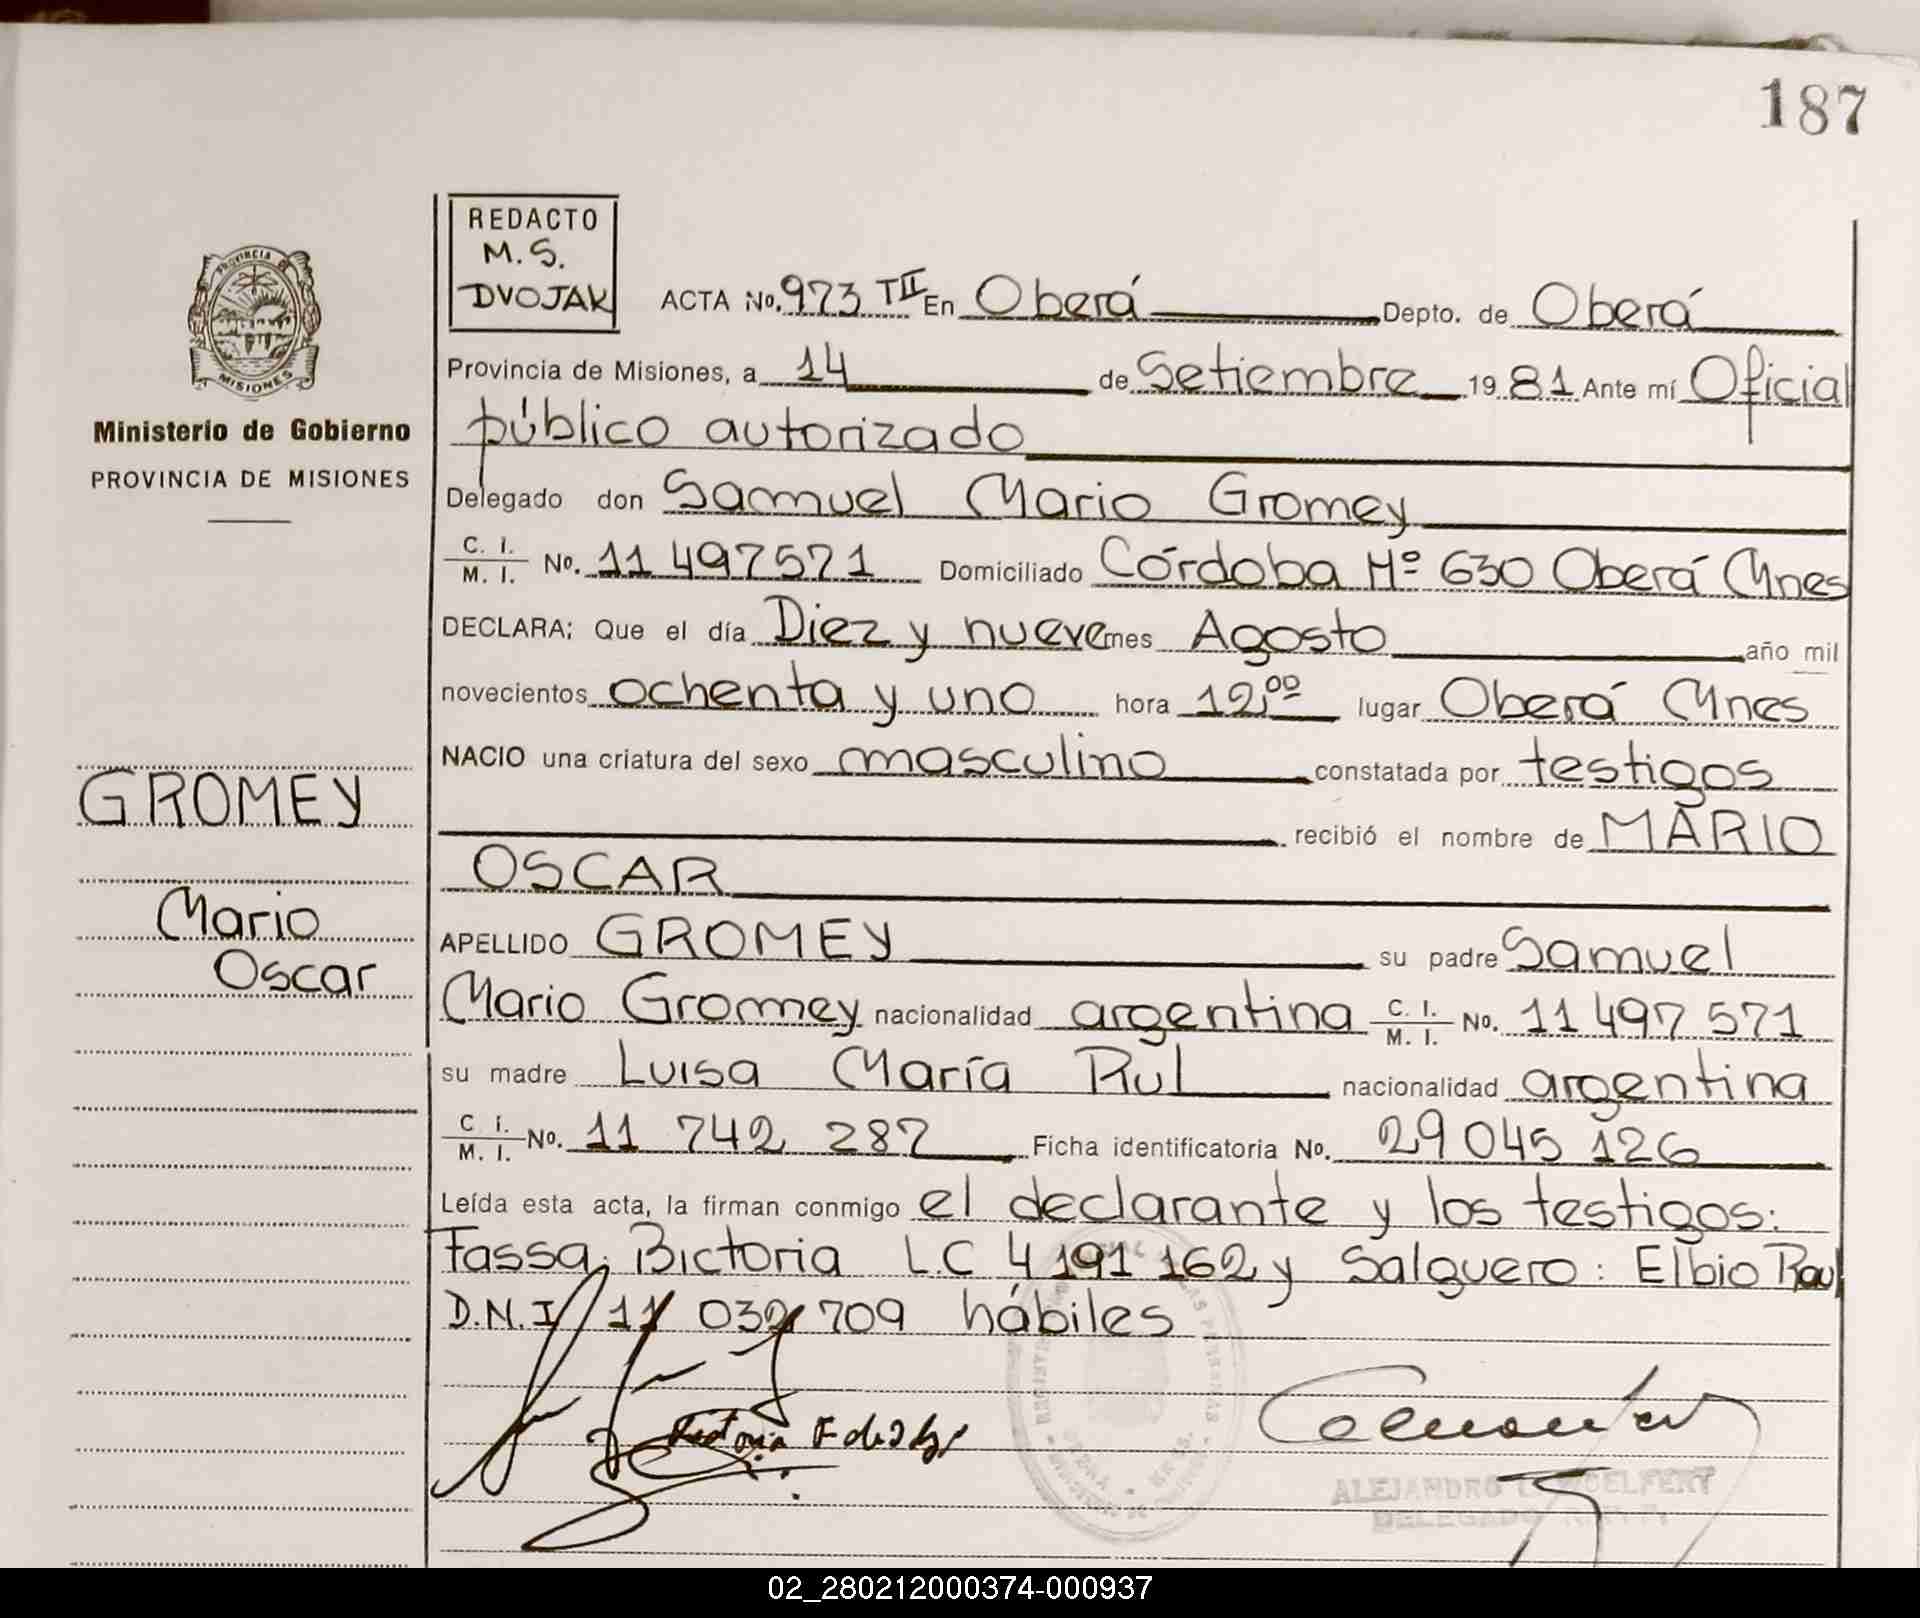 187
REDACTO
M. S.
DVOJAK
PROVINCIA DE
MISIONES
Ministerio de Gobierno
PROVINCIA DE MISIONES
ACTA No. 973 TII En Oberá Depto. de Oberá
Provincia de Misiones, a 14 de Setiembre 1981 Ante mí Oficial
público autorizado
Delegado don Samuel Mario Gromey
C. I. / M. I. No. 11 497571 Domiciliado Córdoba Nº 630 Oberá Mnes
DECLARA; Que el día Diez y nueve mes Agosto año mil
novecientos ochenta y uno hora 12,00 lugar Oberá Mnes
NACIO una criatura del sexo masculino constatada por testigos
recibió el nombre de MARIO
OSCAR
APELLIDO GROMEY su padre Samuel
Mario Gromey nacionalidad argentina C. I. / M. I. No. 11 497 571
su madre Luisa María Rul nacionalidad argentina
C. I. / M. I. No. 11 742 287 Ficha identificatoria No. 29 045 126
Leída esta acta, la firman conmigo el declarante y los testigos:
Fassa, Bictoria L.C 4 191 162 y Salguero: Elbio Raul
D.N.I 11 032 709 hábiles
GROMEY
Mario
Oscar
ALEJANDRO
DELEGADO
02_280212000374-000937